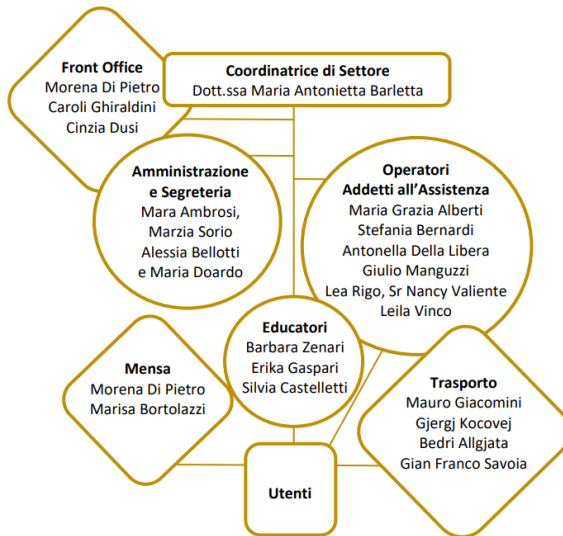 Front Office
Morena Di Pietro
Caroli Ghiraldini
Cinzia Dusi
Coordinatrice di Settore
Dott.ssa Maria Antonietta Barletta
Amministrazione
e Segreteria
Mara Ambrosi,
Marzia Sorio
Alessia Bellotti
e Maria Doardo
Operatori
Addetti all'Assistenza
Maria Grazia Alberti
Stefania Bernardi
Antonella Della Libera
Giulio Manguzzi
Lea Rigo, Sr Nancy Valiente
Leila Vinco
Educatori
Barbara Zenari
Erika Gaspari
Silvia Castelletti
Mensa
Morena Di Pietro
Marisa Bortolazzi
Trasporto
Mauro Giacomini
Gjergj Kocovej
Bedri Allgjata
Gian Franco Savoia
Utenti